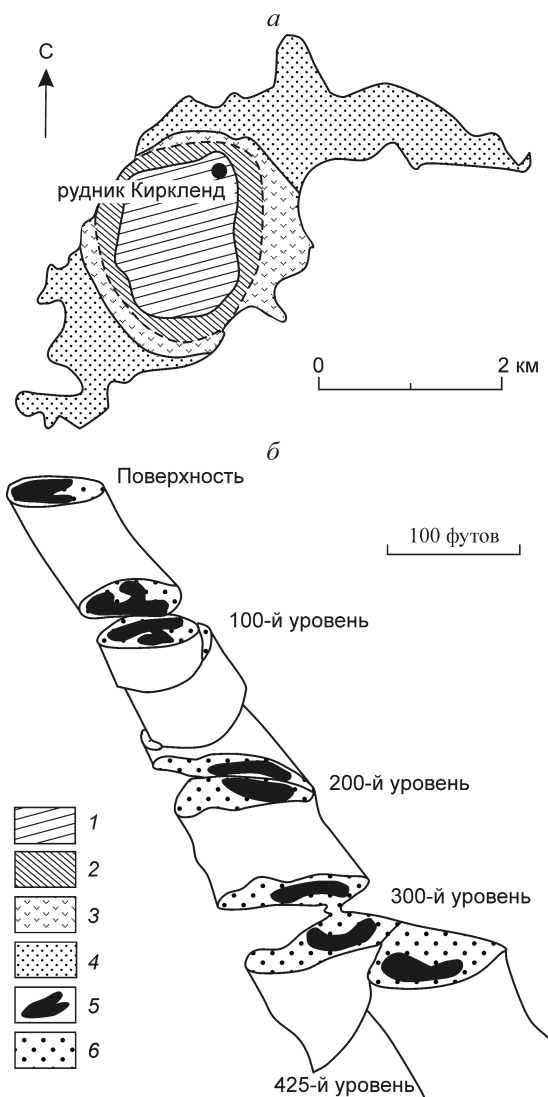 а
С
рудник Киркленд
0
2 км
б
Поверхность
100 футов
100-й уровень
200-й уровень
300-й уровень
425-й уровень
1
2
3
4
5
6